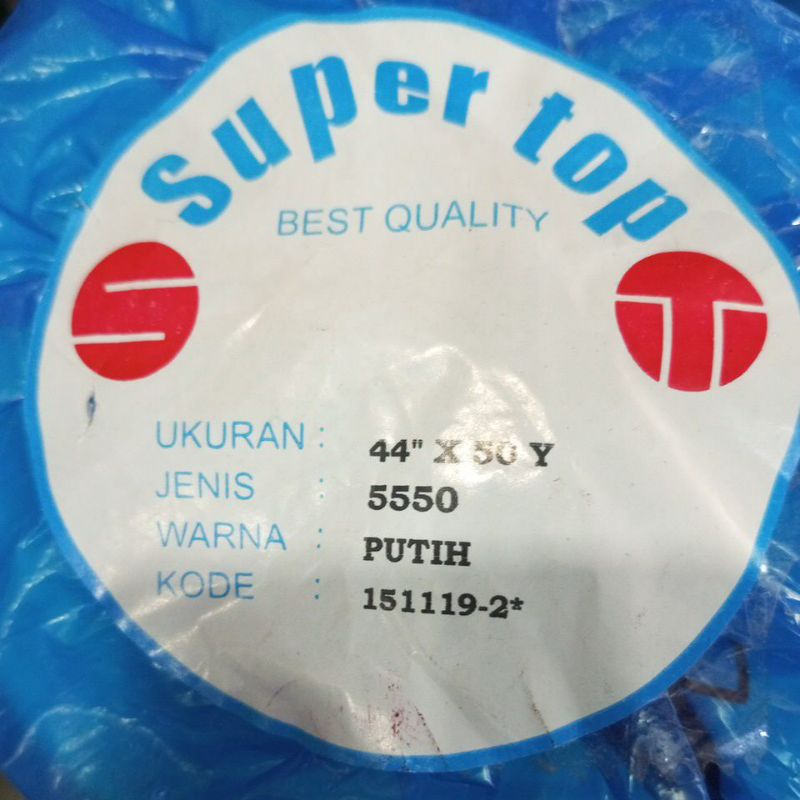 Super top
BEST QUALITY
S T
UKURAN : 44" X 50 Y
JENIS : 5550
WARNA : PUTIH
KODE : 151119-2*